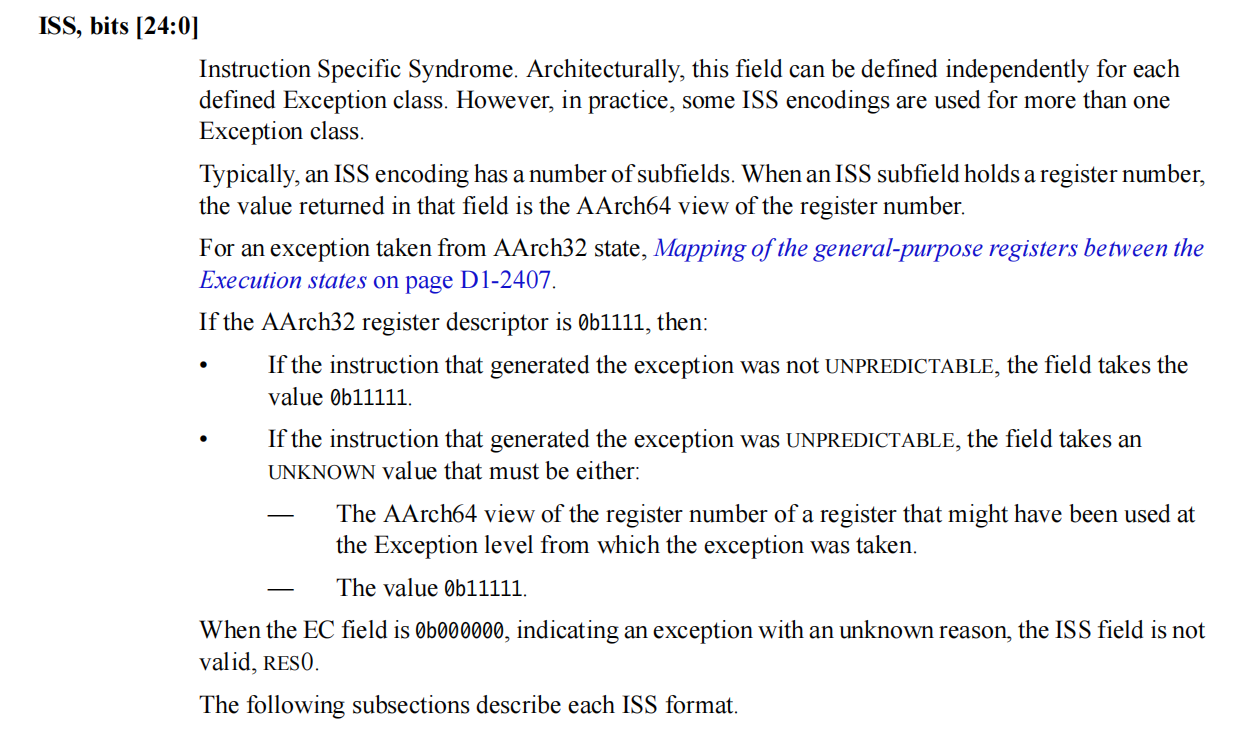 ISS, bits [24:0]
Instruction Specific Syndrome. Architecturally, this field can be defined independently for each
defined Exception class. However, in practice, some ISS encodings are used for more than one
Exception class.
Typically, an ISS encoding has a number of subfields. When an ISS subfield holds a register number,
the value returned in that field is the AArch64 view of the register number.
For an exception taken from AArch32 state, Mapping of the general-purpose registers between the
Execution states on page D1-2407.
If the AArch32 register descriptor is 0b1111, then:
• If the instruction that generated the exception was not UNPREDICTABLE, the field takes the
value 0b11111.
• If the instruction that generated the exception was UNPREDICTABLE, the field takes an
UNKNOWN value that must be either:
— The AArch64 view of the register number of a register that might have been used at
the Exception level from which the exception was taken.
— The value 0b11111.
When the EC field is 0b000000, indicating an exception with an unknown reason, the ISS field is not
valid, RES0.
The following subsections describe each ISS format.